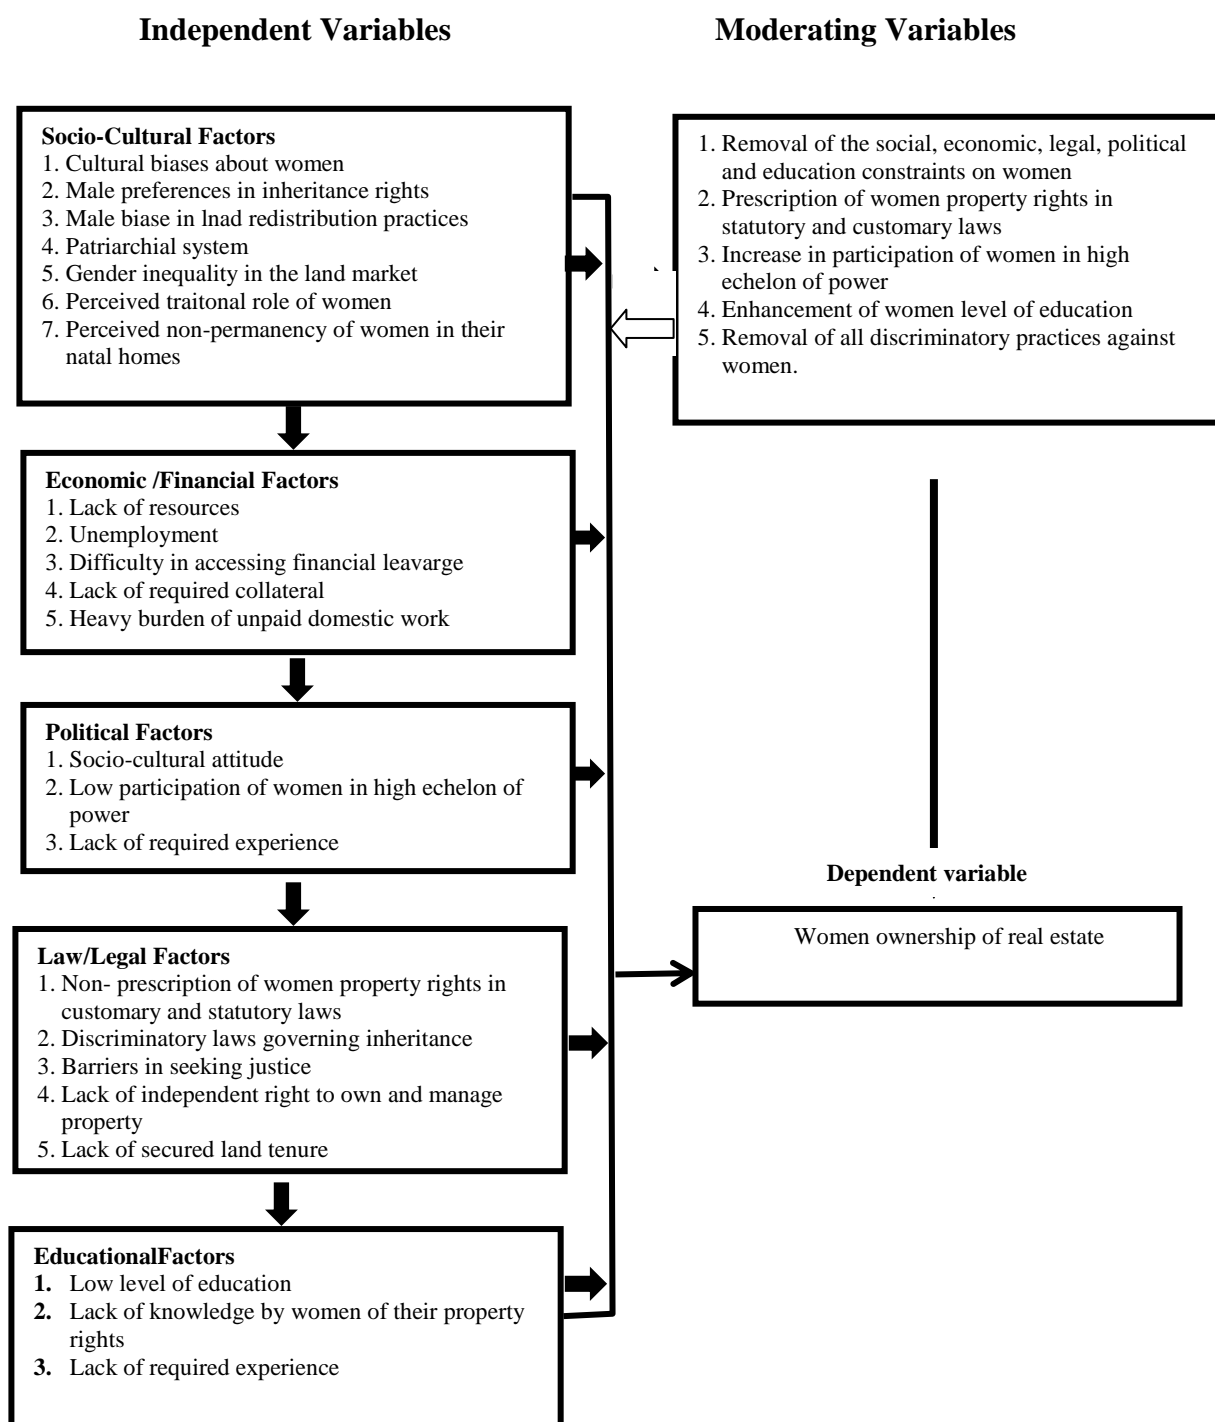 Independent Variables
Moderating Variables
Socio-Cultural Factors
1. Cultural biases about women
2. Male preferences in inheritance rights
3. Male biase in lnad redistribution practices
4. Patriarchial system
5. Gender inequality in the land market
6. Perceived traitonal role of women
7. Perceived non-permanency of women in their
natal homes
1. Removal of the social, economic, legal, political
and education constraints on women
2. Prescription of women property rights in
statutory and customary laws
3. Increase in participation of women in high
echelon of power
4. Enhancement of women level of education
5. Removal of all discriminatory practices against
women.
Economic /Financial Factors
1. Lack of resources
2. Unemployment
3. Difficulty in accessing financial leavarge
4. Lack of required collateral
5. Heavy burden of unpaid domestic work
Political Factors
1. Socio-cultural attitude
2. Low participation of women in high echelon of
power
3. Lack of required experience
Dependent variable
Women ownership of real estate
Law/Legal Factors
1. Non- prescription of women property rights in
customary and statutory laws
2. Discriminatory laws governing inheritance
3. Barriers in seeking justice
4. Lack of independent right to own and manage
property
5. Lack of secured land tenure
EducationalFactors
1. Low level of education
2. Lack of knowledge by women of their property
rights
3. Lack of required experience